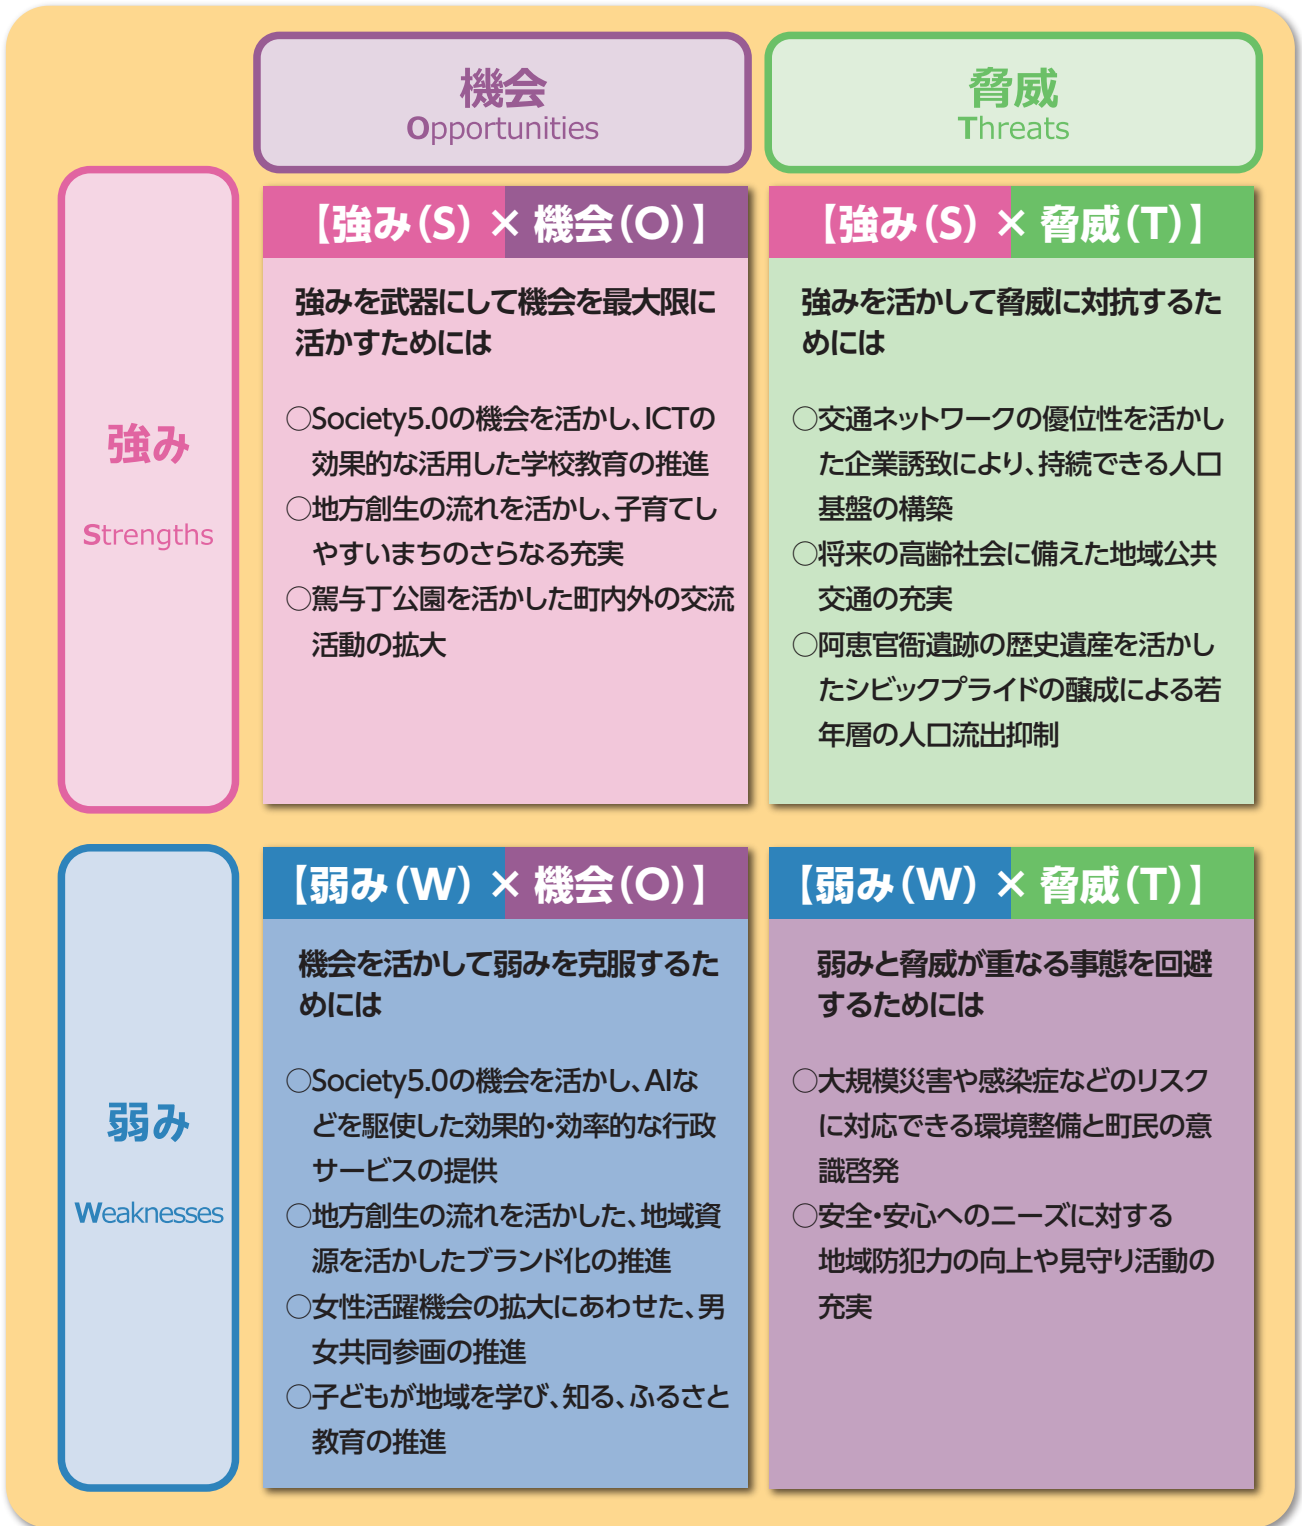 機会
Opportunities
脅威
Threats
強み
Strengths
【強み(S) × 機会(O)】
強みを武器にして機会を最大限に
活かすためには
○Society5.0の機会を活かし、ICTの
効果的な活用した学校教育の推進
○地方創生の流れを活かし、子育てし
やすいまちのさらなる充実
○駕与丁公園を活かした町内外の交流
活動の拡大
【強み(S) × 脅威(T)】
強みを活かして脅威に対抗するた
めには
○交通ネットワークの優位性を活かし
た企業誘致により、持続できる人口
基盤の構築
○将来の高齢社会に備えた地域公共
交通の充実
○阿恵官衙遺跡の歴史遺産を活かし
たシビックプライドの醸成による若
年層の人口流出抑制
弱み
Weaknesses
【弱み(W) × 機会(O)】
機会を活かして弱みを克服するた
めには
○Society5.0の機会を活かし、AIな
どを駆使した効果的・効率的な行政
サービスの提供
○地方創生の流れを活かした、地域資
源を活かしたブランド化の推進
○女性活躍機会の拡大にあわせた、男
女共同参画の推進
○子どもが地域を学び、知る、ふるさと
教育の推進
【弱み(W) × 脅威(T)】
弱みと脅威が重なる事態を回避
するためには
○大規模災害や感染症などのリスク
に対応できる環境整備と町民の意
識啓発
○安全・安心へのニーズに対する
地域防犯力の向上や見守り活動の
充実